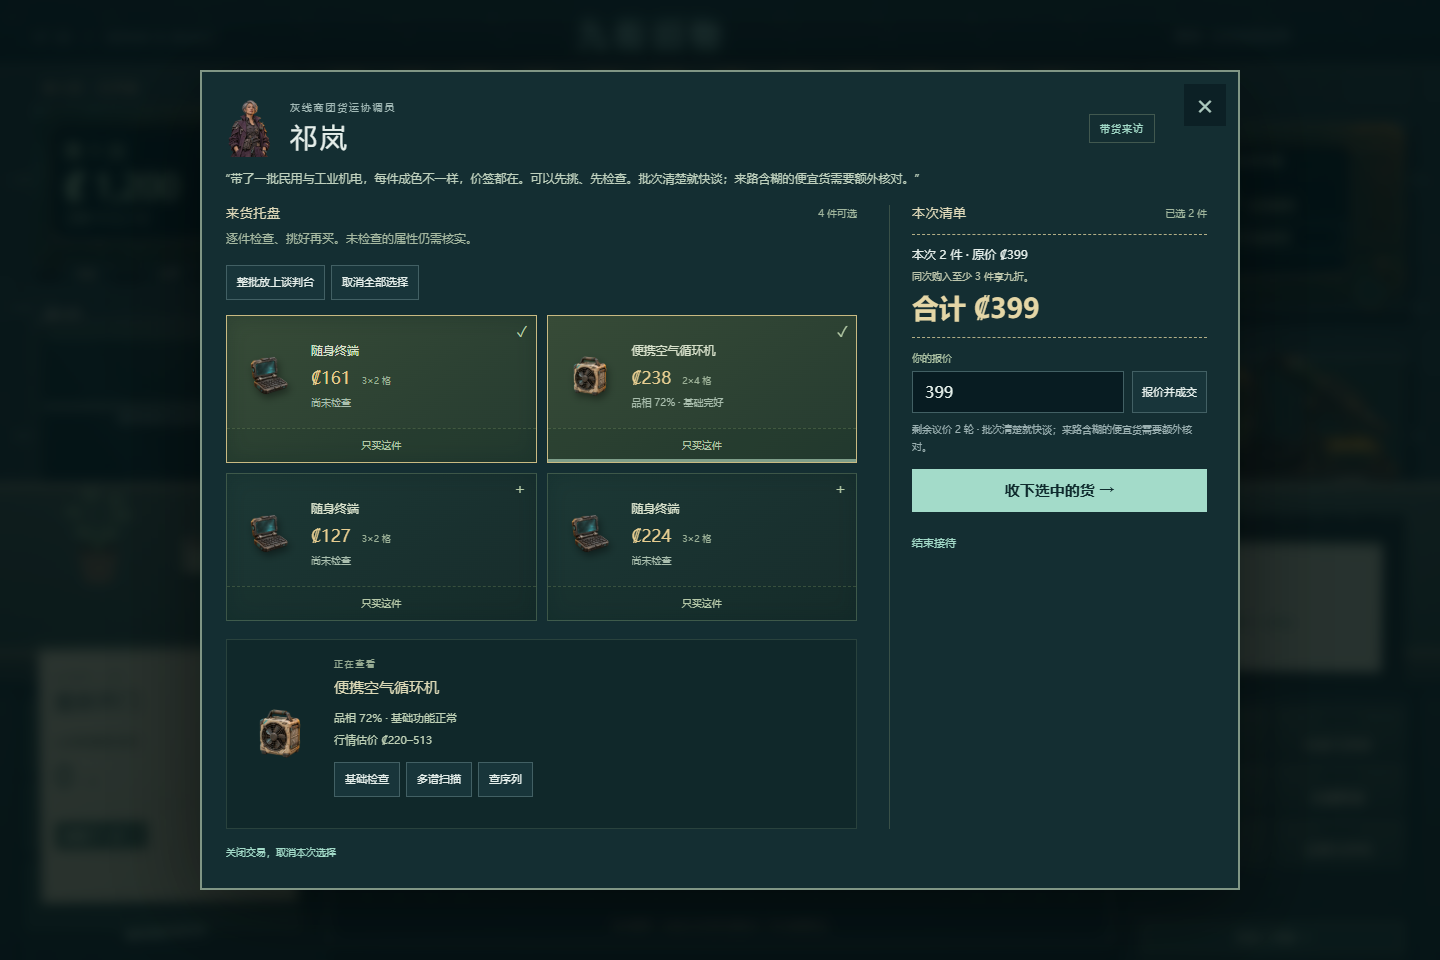 灰线商团货运协调员
祁岚
带货来访
×
“带了一批民用与工业机电，每件成色不一样，价签都在。可以先挑、先检查。批次清楚就快谈；来路含糊的便宜货需要额外核对。”
来货托盘
4 件可选
逐件检查、挑好再买。未检查的属性仍需核实。
整批放上谈判台
取消全部选择
✓
随身终端
₡161 3×2 格
尚未检查
只买这件
✓
便携空气循环机
₡238 2×4 格
品相 72% · 基础完好
只买这件
+
随身终端
₡127 3×2 格
尚未检查
只买这件
+
随身终端
₡224 3×2 格
尚未检查
只买这件
正在查看
便携空气循环机
品相 72% · 基础功能正常
行情估价 ₡220–513
基础检查
多谱扫描
查序列
关闭交易，取消本次选择
本次清单
已选 2 件
本次 2 件 · 原价 ₡399
同次购入至少 3 件享九折。
合计 ₡399
你的报价
399
报价并成交
剩余议价 2 轮 · 批次清楚就快谈；来路含糊的便宜货需要额外核
对。
收下选中的货 →
结束接待